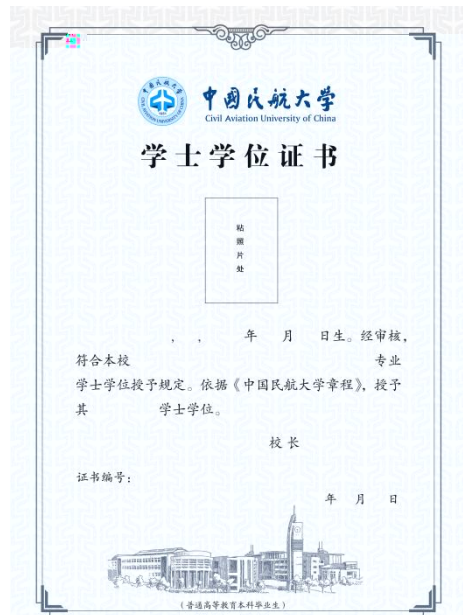 中国民航大学
Civil Aviation University of China
学士学位证书
粘
照
片
处
， ， 年 月 日生。经审核，
符合本校 专业
学士学位授予规定。依据《中国民航大学章程》，授予
其 学士学位。
校长
证书编号：
年 月 日
（普通高等教育本科毕业生）